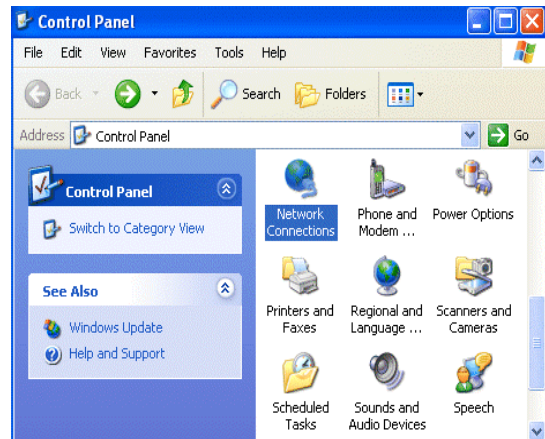 Control Panel
File Edit View Favorites Tools Help
Back Search Folders
Address Control Panel Go
Control Panel
Switch to Category View
See Also
Windows Update
Help and Support
Network Connections
Phone and Modem ...
Power Options
Printers and Faxes
Regional and Language ...
Scanners and Cameras
Scheduled Tasks
Sounds and Audio Devices
Speech